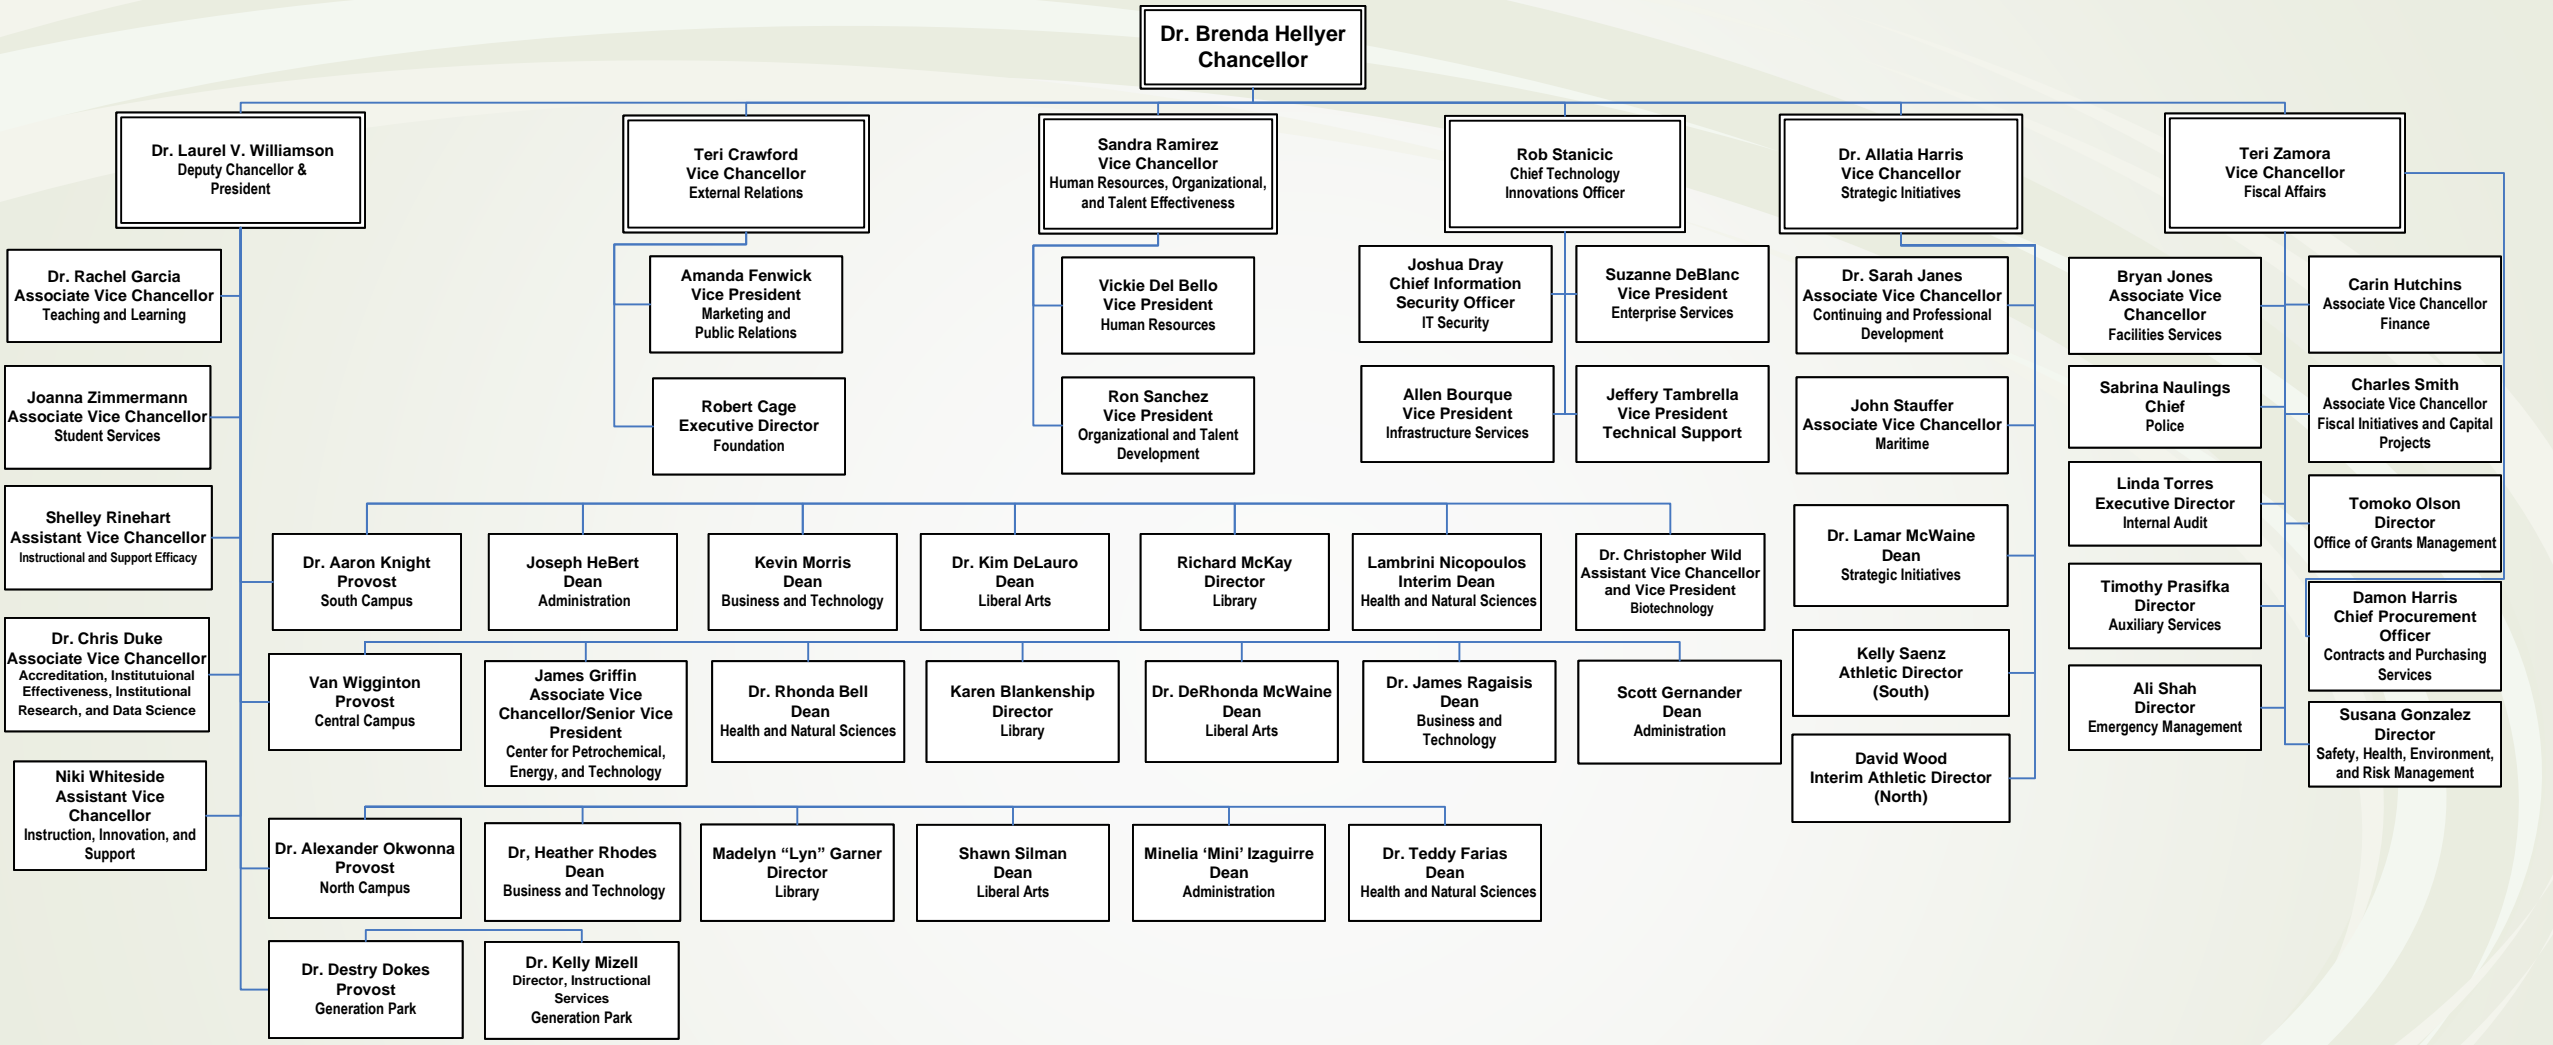 Dr. Brenda Hellyer
Chancellor
Dr. Laurel V. Williamson
Deputy Chancellor &
President
Teri Crawford
Vice Chancellor
External Relations
Sandra Ramirez
Vice Chancellor
Human Resources, Organizational,
and Talent Effectiveness
Rob Stanicic
Chief Technology
Innovations Officer
Dr. Allatia Harris
Vice Chancellor
Strategic Initiatives
Teri Zamora
Vice Chancellor
Fiscal Affairs
Dr. Rachel Garcia
Associate Vice Chancellor
Teaching and Learning
Joanna Zimmermann
Associate Vice Chancellor
Student Services
Shelley Rinehart
Assistant Vice Chancellor
Instructional and Support Efficacy
Dr. Chris Duke
Associate Vice Chancellor
Accreditation, Institutuional
Effectiveness, Institutional
Research, and Data Science
Niki Whiteside
Assistant Vice
Chancellor
Instruction, Innovation, and
Support
Amanda Fenwick
Vice President
Marketing and
Public Relations
Robert Cage
Executive Director
Foundation
Vickie Del Bello
Vice President
Human Resources
Ron Sanchez
Vice President
Organizational and Talent
Development
Joshua Dray
Chief Information
Security Officer
IT Security
Suzanne DeBlanc
Vice President
Enterprise Services
Allen Bourque
Vice President
Infrastructure Services
Jeffery Tambrella
Vice President
Technical Support
Dr. Sarah Janes
Associate Vice Chancellor
Continuing and Professional
Development
John Stauffer
Associate Vice Chancellor
Maritime
Dr. Lamar McWaine
Dean
Strategic Initiatives
Kelly Saenz
Athletic Director
(South)
David Wood
Interim Athletic Director
(North)
Bryan Jones
Associate Vice
Chancellor
Facilities Services
Carin Hutchins
Associate Vice Chancellor
Finance
Sabrina Naulings
Chief
Police
Charles Smith
Associate Vice Chancellor
Fiscal Initiatives and Capital
Projects
Linda Torres
Executive Director
Internal Audit
Tomoko Olson
Director
Office of Grants Management
Timothy Prasifka
Director
Auxiliary Services
Damon Harris
Chief Procurement
Officer
Contracts and Purchasing
Services
Ali Shah
Director
Emergency Management
Susana Gonzalez
Director
Safety, Health, Environment,
and Risk Management
Dr. Aaron Knight
Provost
South Campus
Joseph HeBert
Dean
Administration
Kevin Morris
Dean
Business and Technology
Dr. Kim DeLauro
Dean
Liberal Arts
Richard McKay
Director
Library
Lambrini Nicopoulos
Interim Dean
Health and Natural Sciences
Dr. Christopher Wild
Assistant Vice Chancellor
and Vice President
Biotechnology
Van Wigginton
Provost
Central Campus
James Griffin
Associate Vice
Chancellor/Senior Vice
President
Center for Petrochemical,
Energy, and Technology
Dr. Rhonda Bell
Dean
Health and Natural Sciences
Karen Blankenship
Director
Library
Dr. DeRhonda McWaine
Dean
Liberal Arts
Dr. James Ragaisis
Dean
Business and
Technology
Scott Gernander
Dean
Administration
Dr. Alexander Okwonna
Provost
North Campus
Dr, Heather Rhodes
Dean
Business and Technology
Madelyn “Lyn” Garner
Director
Library
Shawn Silman
Dean
Liberal Arts
Minelia ‘Mini’ Izaguirre
Dean
Administration
Dr. Teddy Farias
Dean
Health and Natural Sciences
Dr. Destry Dokes
Provost
Generation Park
Dr. Kelly Mizell
Director, Instructional
Services
Generation Park